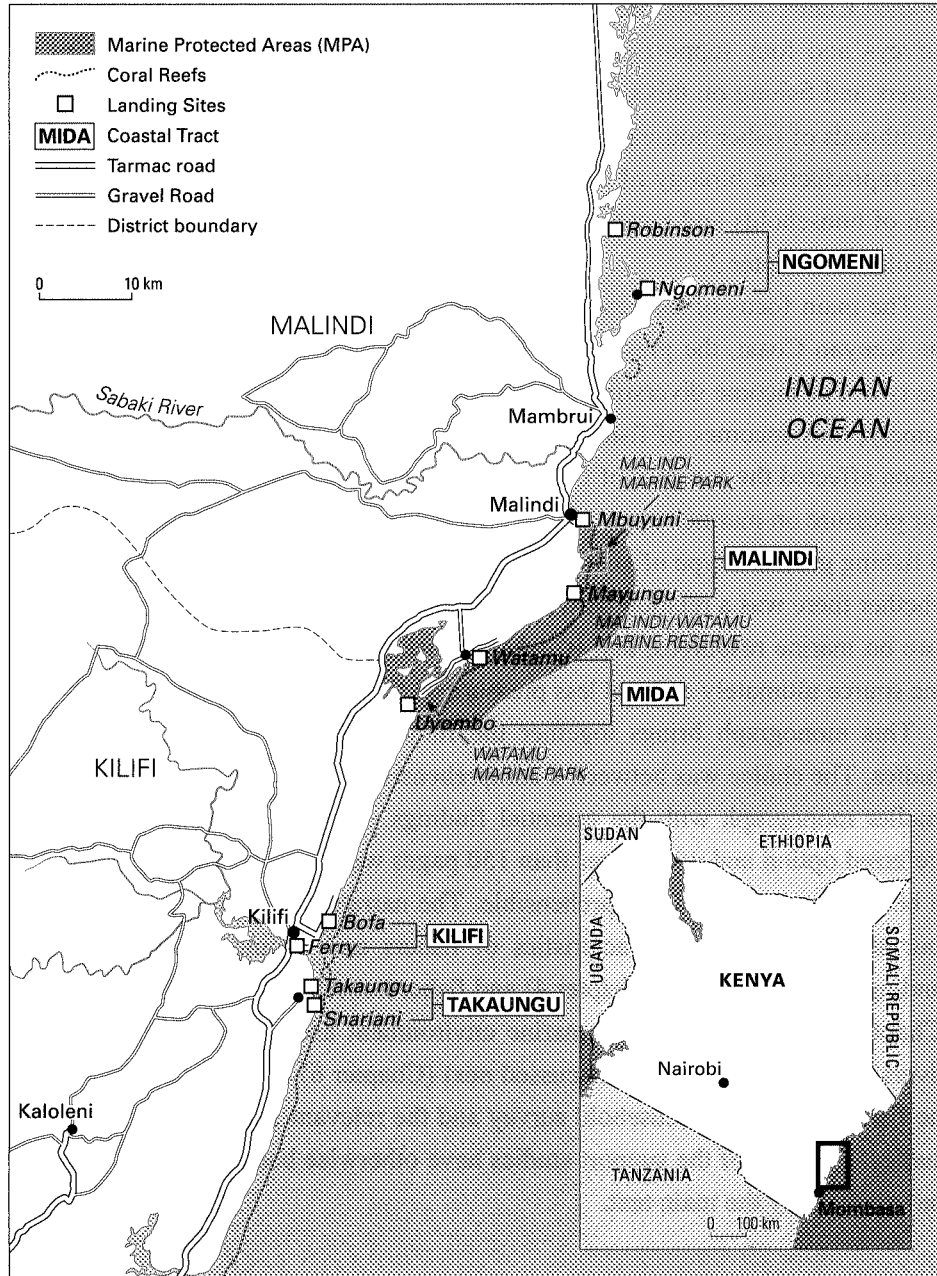 Marine Protected Areas (MPA)
Coral Reefs
Landing Sites
MIDA Coastal Tract
Tarmac road
Gravel Road
District boundary
0 10 km
Robinson
NGOMENI
Ngomeni
MALINDI
Sabaki River
INDIAN
OCEAN
Mambrui
MALINDI
MARINE PARK
Malindi
Mbuyuni
MALINDI
Mayungu
MALINDI/WATAMU
MARINE RESERVE
Watamu
MIDA
Uyombo
WATAMU
MARINE PARK
KILIFI
Kilifi
Bofa
KILIFI
Ferry
Takaungu
TAKAUNGU
Shariani
Kaloleni
SUDAN
ETHIOPIA
UGANDA
SOMALI REPUBLIC
KENYA
Nairobi
TANZANIA
Mombasa
0 100 km